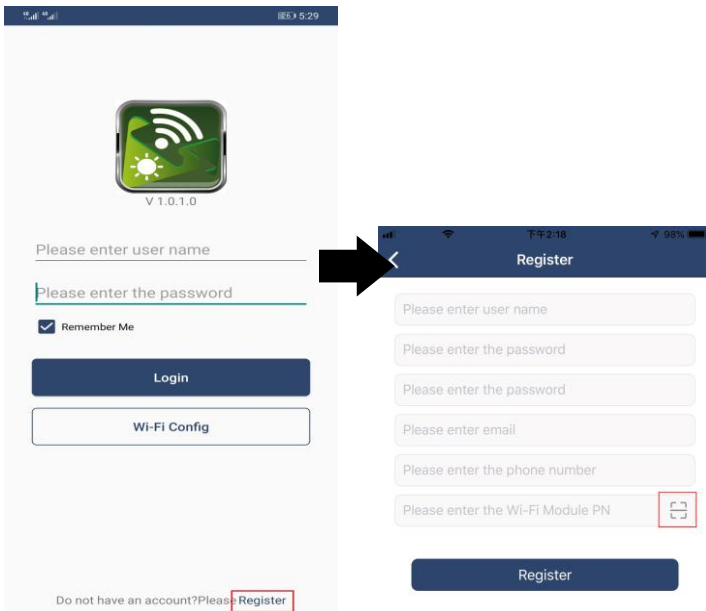 5:29
V 1.0.1.0
Please enter user name
Please enter the password
Remember Me
Login
Wi-Fi Config
Do not have an account?Please Register
下午2:18
98%
Register
Please enter user name
Please enter the password
Please enter the password
Please enter email
Please enter the phone number
Please enter the Wi-Fi Module PN
Register